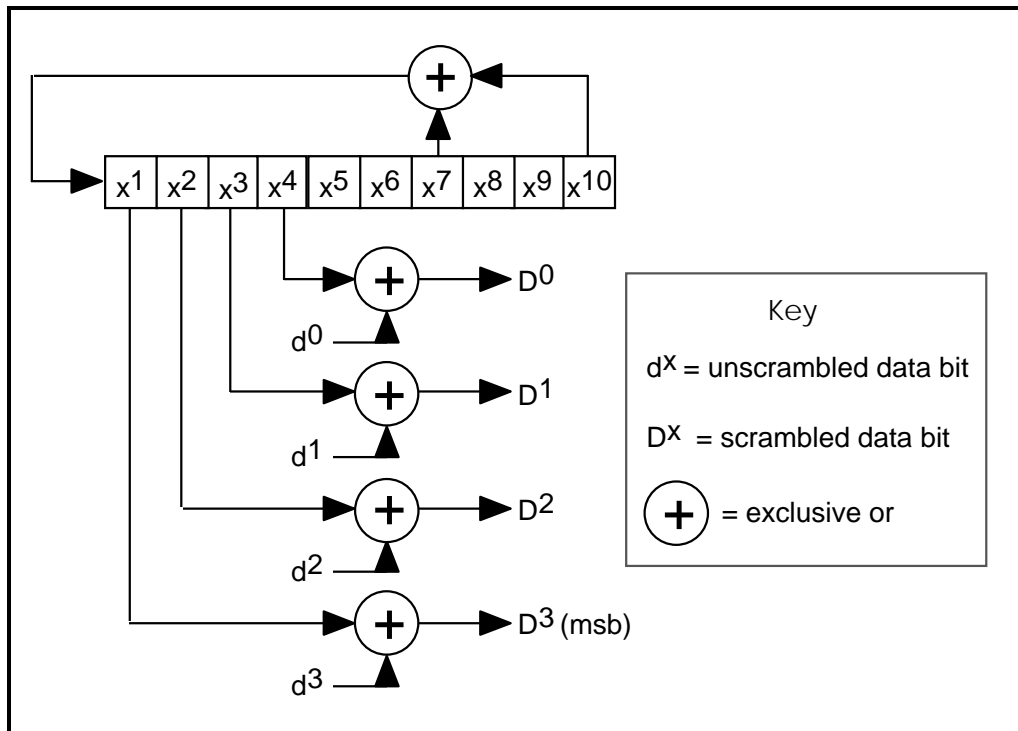 +
x1 x2 x3 x4 x5 x6 x7 x8 x9 x10
+ D0
d0
Key
+ D1
dx = unscrambled data bit
d1
Dx = scrambled data bit
+ D2
+ = exclusive or
d2
+ D3 (msb)
d3